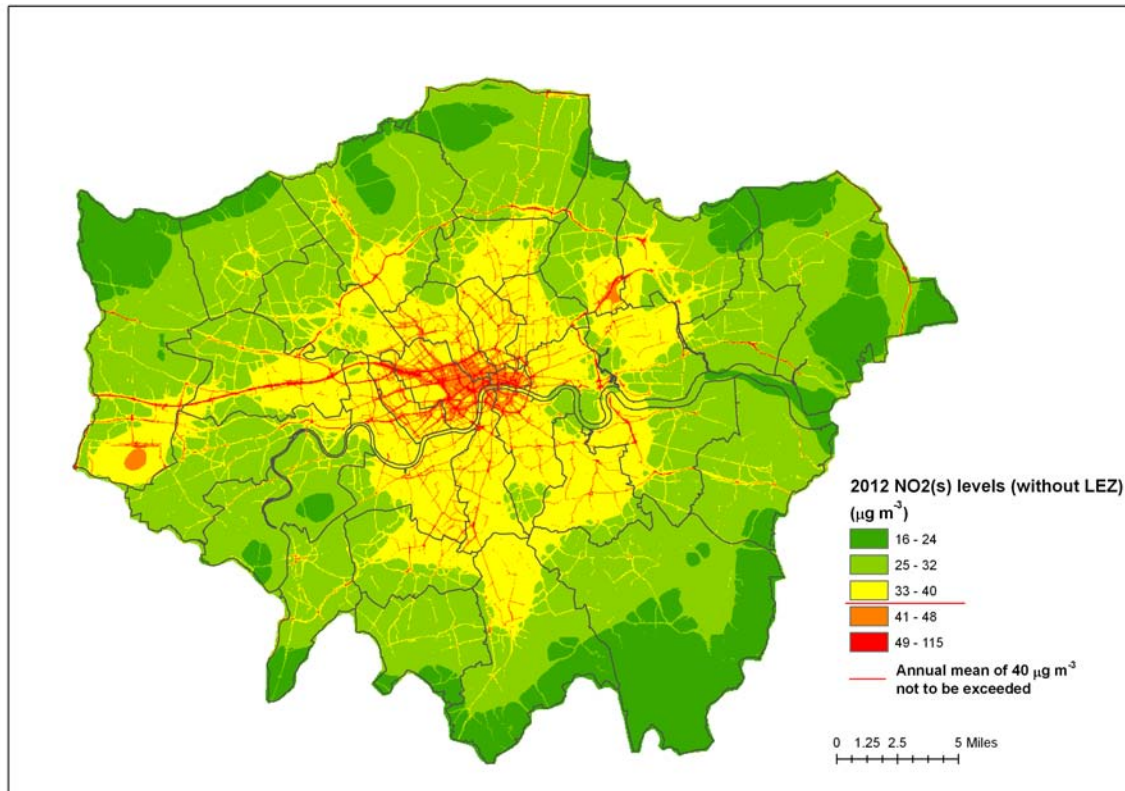 2012 NO2(s) levels (without LEZ)
(μg m⁻³)
16 - 24
25 - 32
33 - 40
41 - 48
49 - 115
Annual mean of 40 μg m⁻³
not to be exceeded
0 1.25 2.5 5 Miles